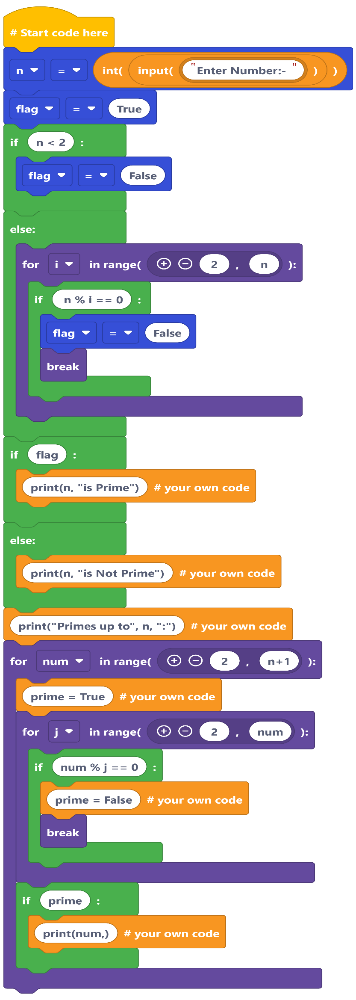 # Start code here
n = int( input( "Enter Number:- " ) )
flag = True
if n < 2 :
flag = False
else:
for i in range( 2 , n ):
if n % i == 0 :
flag = False
break
if flag :
print(n, "is Prime") # your own code
else:
print(n, "is Not Prime") # your own code
print("Primes up to", n, ":") # your own code
for num in range( 2 , n+1 ):
prime = True # your own code
for j in range( 2 , num ):
if num % j == 0 :
prime = False # your own code
break
if prime :
print(num,) # your own code